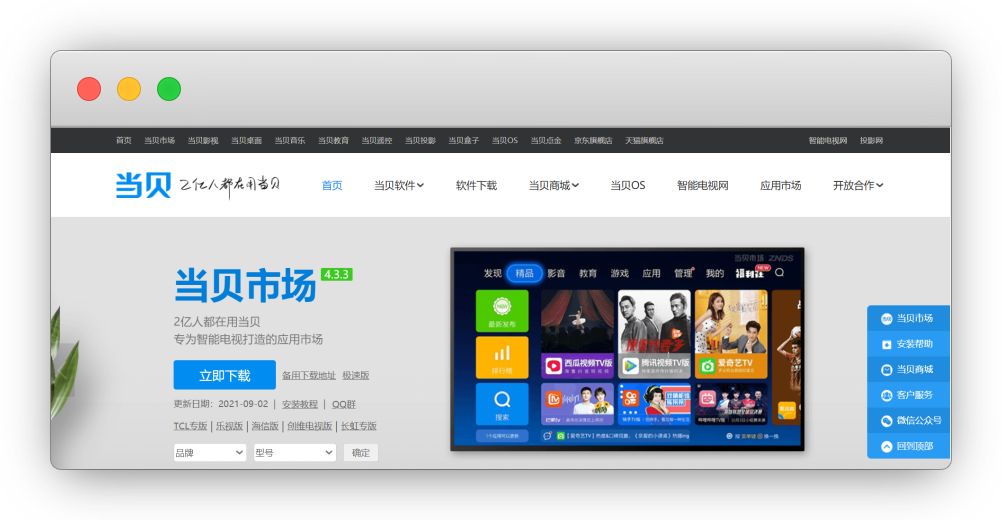 首页 当贝市场 当贝影视 当贝桌面 当贝音乐 当贝教育 当贝遥控 当贝投影 当贝盒子 当贝OS 当贝点金 京东旗舰店 天猫旗舰店 智能电视网 投影网
当贝 2亿人都在用当贝 首页 当贝软件 软件下载 当贝商城 当贝OS 智能电视网 应用市场 开放合作
当贝市场 4.3.3
2亿人都在用当贝
专为智能电视打造的应用市场
立即下载 备用下载地址 极速版
更新日期：2021-09-02 | 安装教程 | QQ群
TCL专版 | 乐视版 | 海信版 | 创维电视版 | 长虹专版
品牌 型号 确定
当贝市场 ZNDS
发现 精品 影音 教育 游戏 应用 管理 我的 福利社 NEW
最新发布
西瓜视频TV版
腾讯视频TV版
爱奇艺TV
排行榜
搜索
当贝市场
安装帮助
当贝商城
客户服务
微信公众号
回到顶部